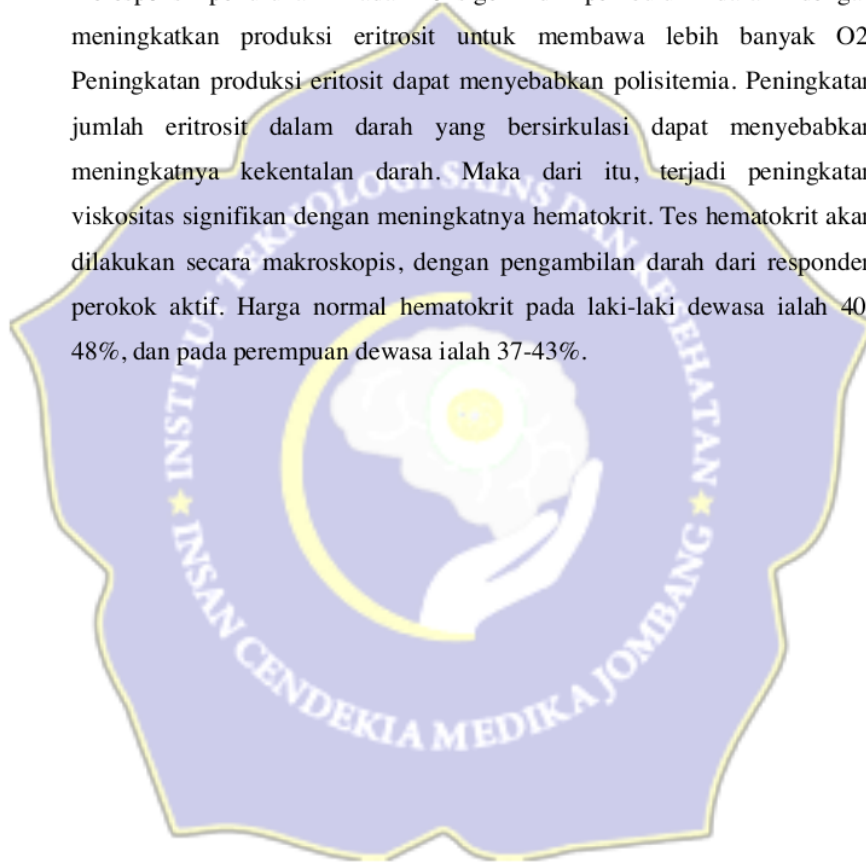 meningkatkan produksi eritrosit untuk membawa lebih banyak O2
Peningkatan produksi eritosit dapat menyebabkan polisitemia. Peningkatan
jumlah eritrosit dalam darah yang bersirkulasi dapat menyebabkan
meningkatnya kekentalan darah. Maka dari itu, terjadi peningkatan
viskositas signifikan dengan meningkatnya hematokrit. Tes hematokrit akan
dilakukan secara makroskopis, dengan pengambilan darah dari responden
perokok aktif. Harga normal hematokrit pada laki-laki dewasa ialah 40
48%, dan pada perempuan dewasa ialah 37-43%.
INSTITUT TEKNOLOGI SAINS DAN KESEHATAN
INSAN CENDEKIA MEDIKA JOMBANG